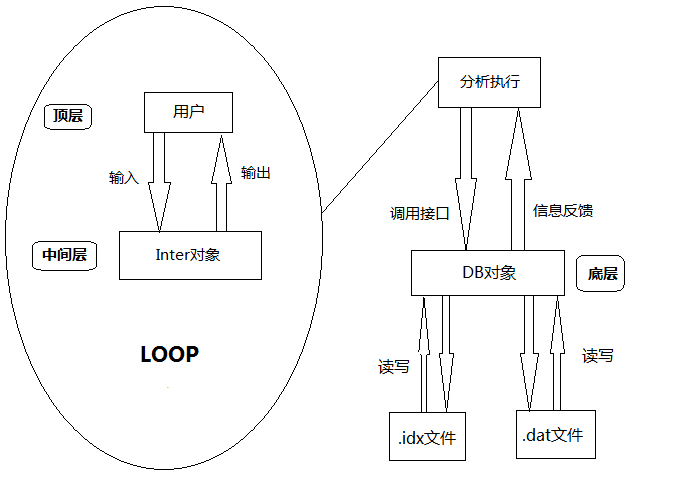 顶层
用户
输入
输出
中间层
Inter对象
LOOP
分析执行
调用接口
信息反馈
DB对象
底层
读写
读写
.idx文件
.dat文件